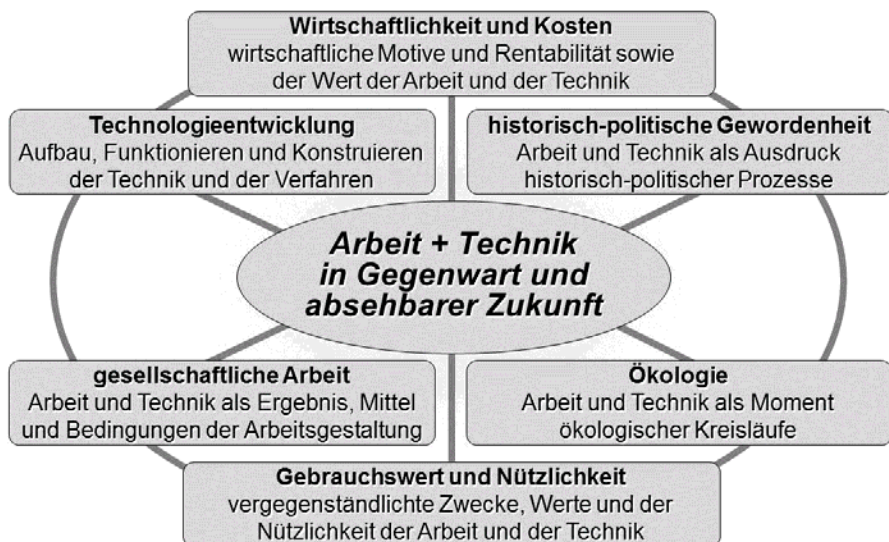 Wirtschaftlichkeit und Kosten
wirtschaftliche Motive und Rentabilität sowie
der Wert der Arbeit und der Technik
Technologieentwicklung
Aufbau, Funktionieren und Konstruieren
der Technik und der Verfahren
historisch-politische Gewordenheit
Arbeit und Technik als Ausdruck
historisch-politischer Prozesse
Arbeit + Technik
in Gegenwart und
absehbarer Zukunft
gesellschaftliche Arbeit
Arbeit und Technik als Ergebnis, Mittel
und Bedingungen der Arbeitsgestaltung
Ökologie
Arbeit und Technik als Moment
ökologischer Kreisläufe
Gebrauchswert und Nützlichkeit
vergegenständlichte Zwecke, Werte und der
Nützlichkeit der Arbeit und der Technik